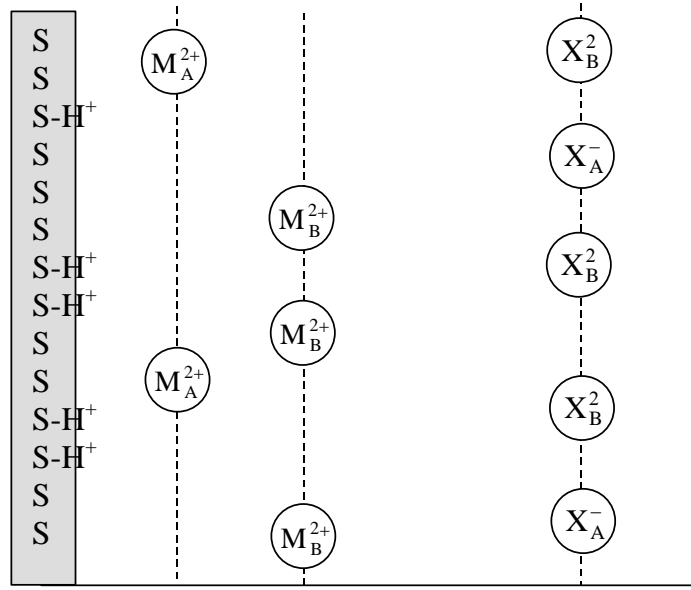 S
S
S-H⁺
S
S
S
S-H⁺
S-H⁺
S
S
S-H⁺
S-H⁺
S
S
M_A^{2+}
M_A^{2+}
M_B^{2+}
M_B^{2+}
M_B^{2+}
X_B^2
X_A^−
X_B^2
X_B^2
X_A^−